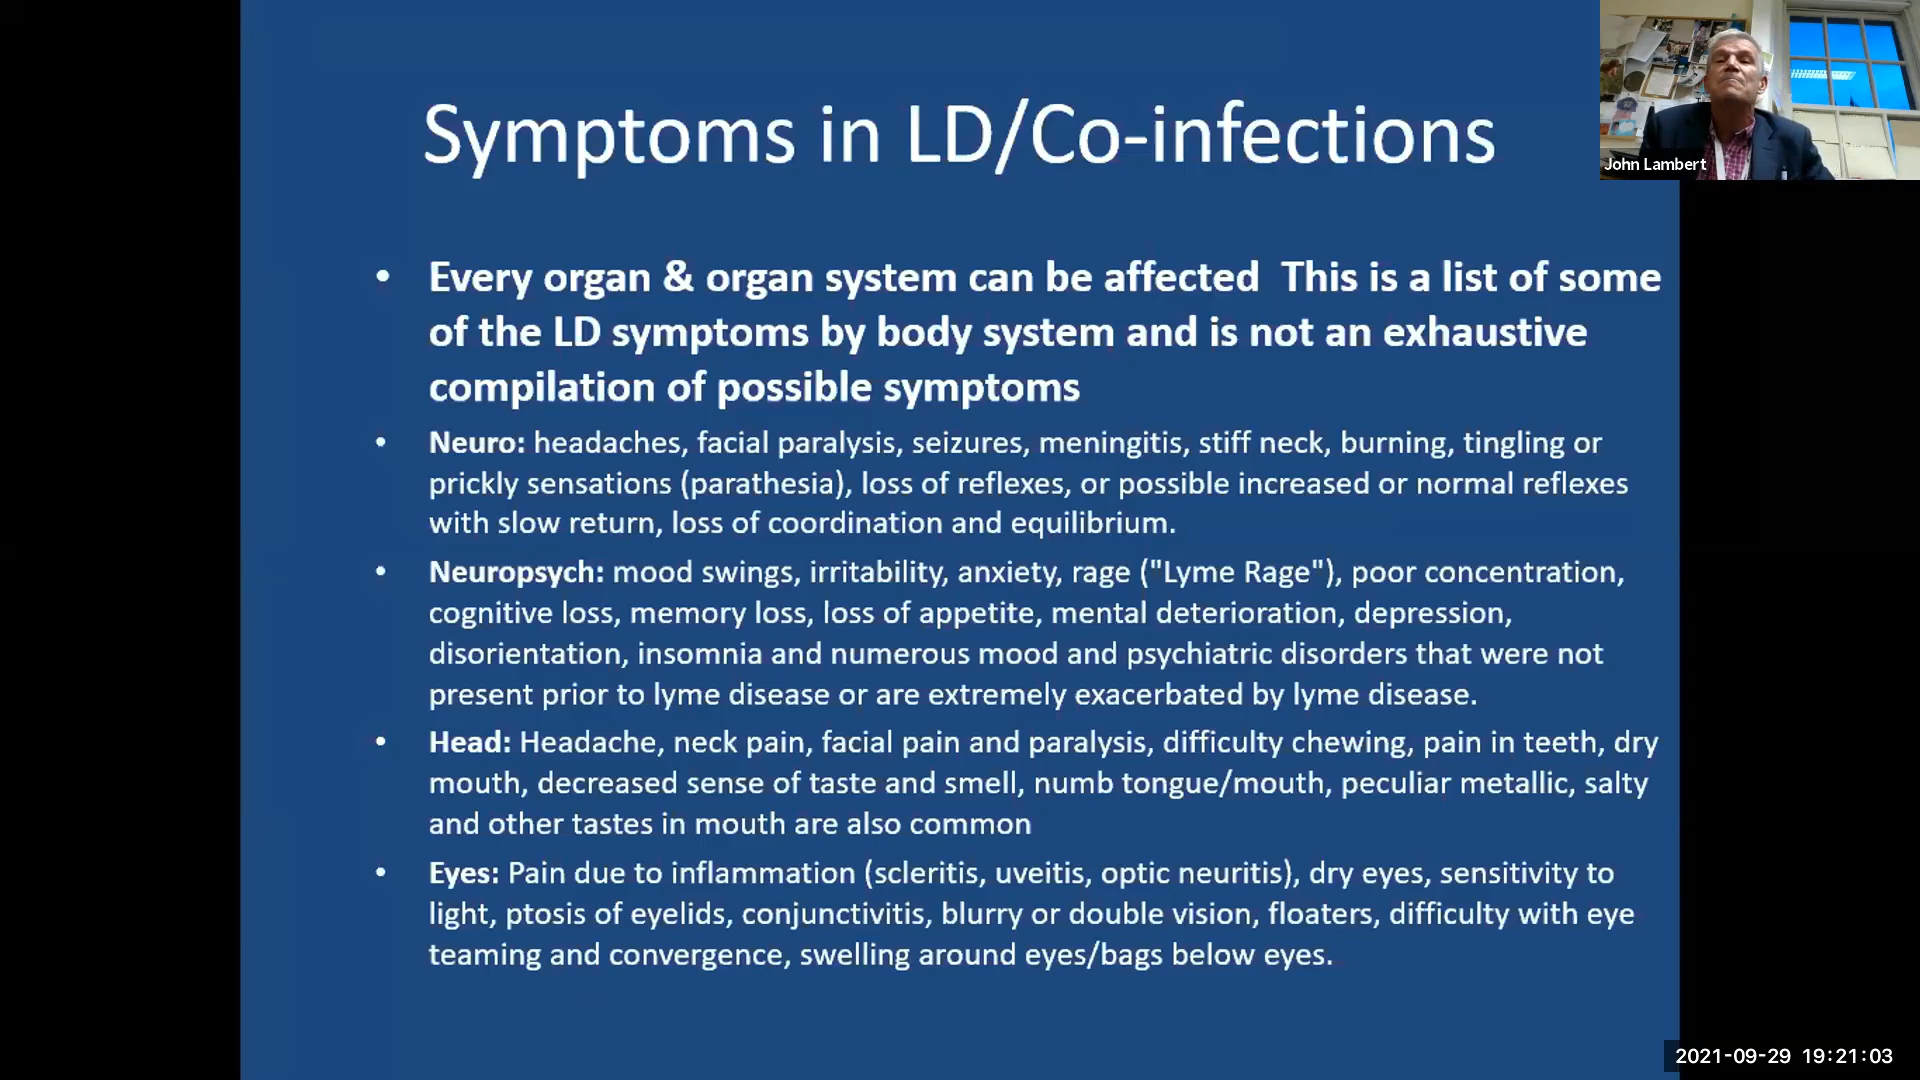 Symptoms in LD/Co-infections
John Lambert
• Every organ & organ system can be affected  This is a list of some
of the LD symptoms by body system and is not an exhaustive
compilation of possible symptoms
• Neuro: headaches, facial paralysis, seizures, meningitis, stiff neck, burning, tingling or
prickly sensations (parathesia), loss of reflexes, or possible increased or normal reflexes
with slow return, loss of coordination and equilibrium.
• Neuropsych: mood swings, irritability, anxiety, rage ("Lyme Rage"), poor concentration,
cognitive loss, memory loss, loss of appetite, mental deterioration, depression,
disorientation, insomnia and numerous mood and psychiatric disorders that were not
present prior to lyme disease or are extremely exacerbated by lyme disease.
• Head: Headache, neck pain, facial pain and paralysis, difficulty chewing, pain in teeth, dry
mouth, decreased sense of taste and smell, numb tongue/mouth, peculiar metallic, salty
and other tastes in mouth are also common
• Eyes: Pain due to inflammation (scleritis, uveitis, optic neuritis), dry eyes, sensitivity to
light, ptosis of eyelids, conjunctivitis, blurry or double vision, floaters, difficulty with eye
teaming and convergence, swelling around eyes/bags below eyes.
2021-09-29 19:21:03